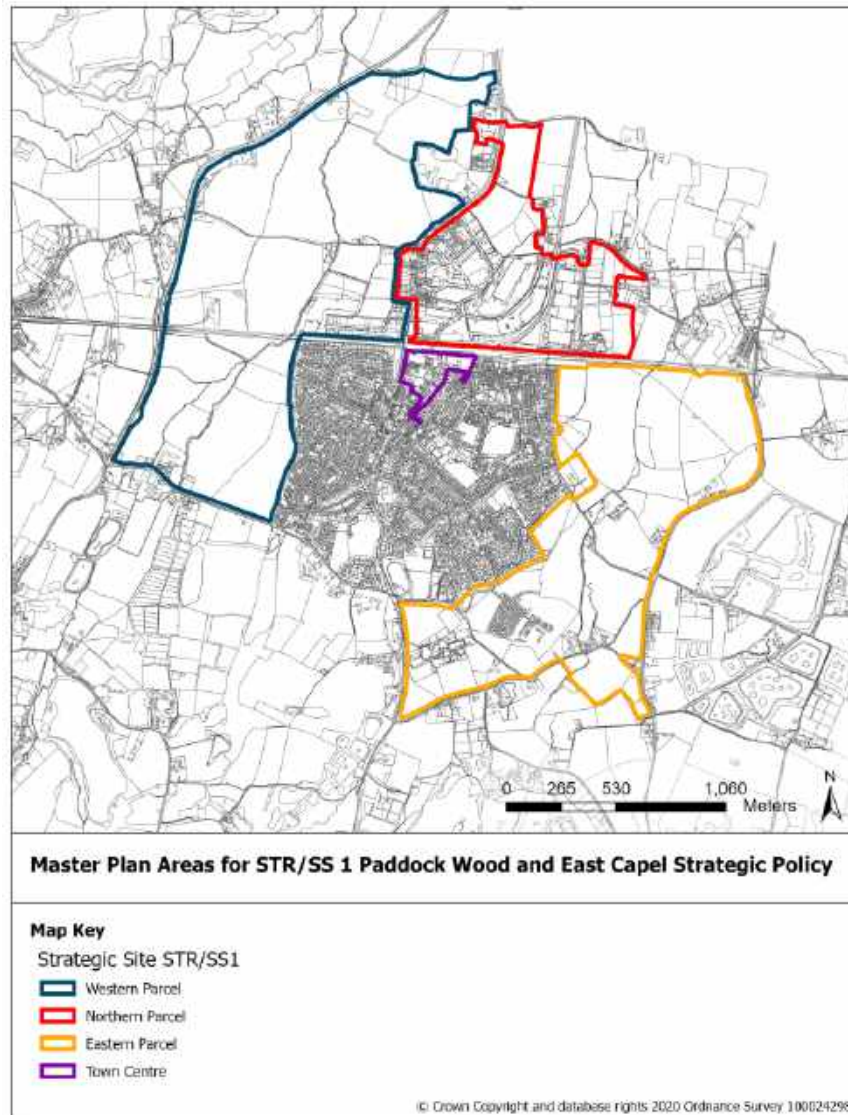 N
0 265 530 1,060
Meters
Master Plan Areas for STR/SS 1 Paddock Wood and East Capel Strategic Policy
Map Key
Strategic Site STR/SS1
Western Parcel
Northern Parcel
Eastern Parcel
Town Centre
© Crown Copyright and database rights 2020 Ordnance Survey 100024298